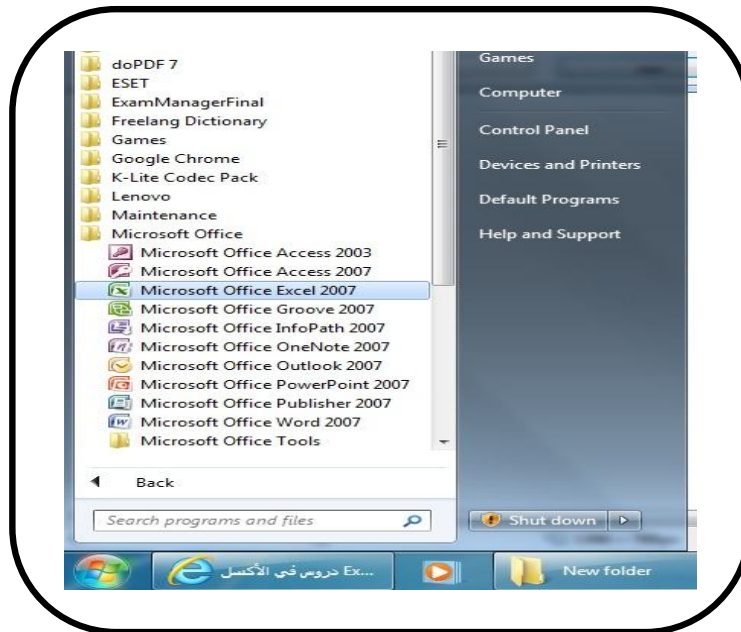 doPDF 7
ESET
ExamManagerFinal
Freelang Dictionary
Games
Google Chrome
K-Lite Codec Pack
Lenovo
Maintenance
Microsoft Office
Microsoft Office Access 2003
Microsoft Office Access 2007
Microsoft Office Excel 2007
Microsoft Office Groove 2007
Microsoft Office InfoPath 2007
Microsoft Office OneNote 2007
Microsoft Office Outlook 2007
Microsoft Office PowerPoint 2007
Microsoft Office Publisher 2007
Microsoft Office Word 2007
Microsoft Office Tools
Back
Search programs and files
Games
Computer
Control Panel
Devices and Printers
Default Programs
Help and Support
Shut down
دروس في الأكسل Ex...
New folder